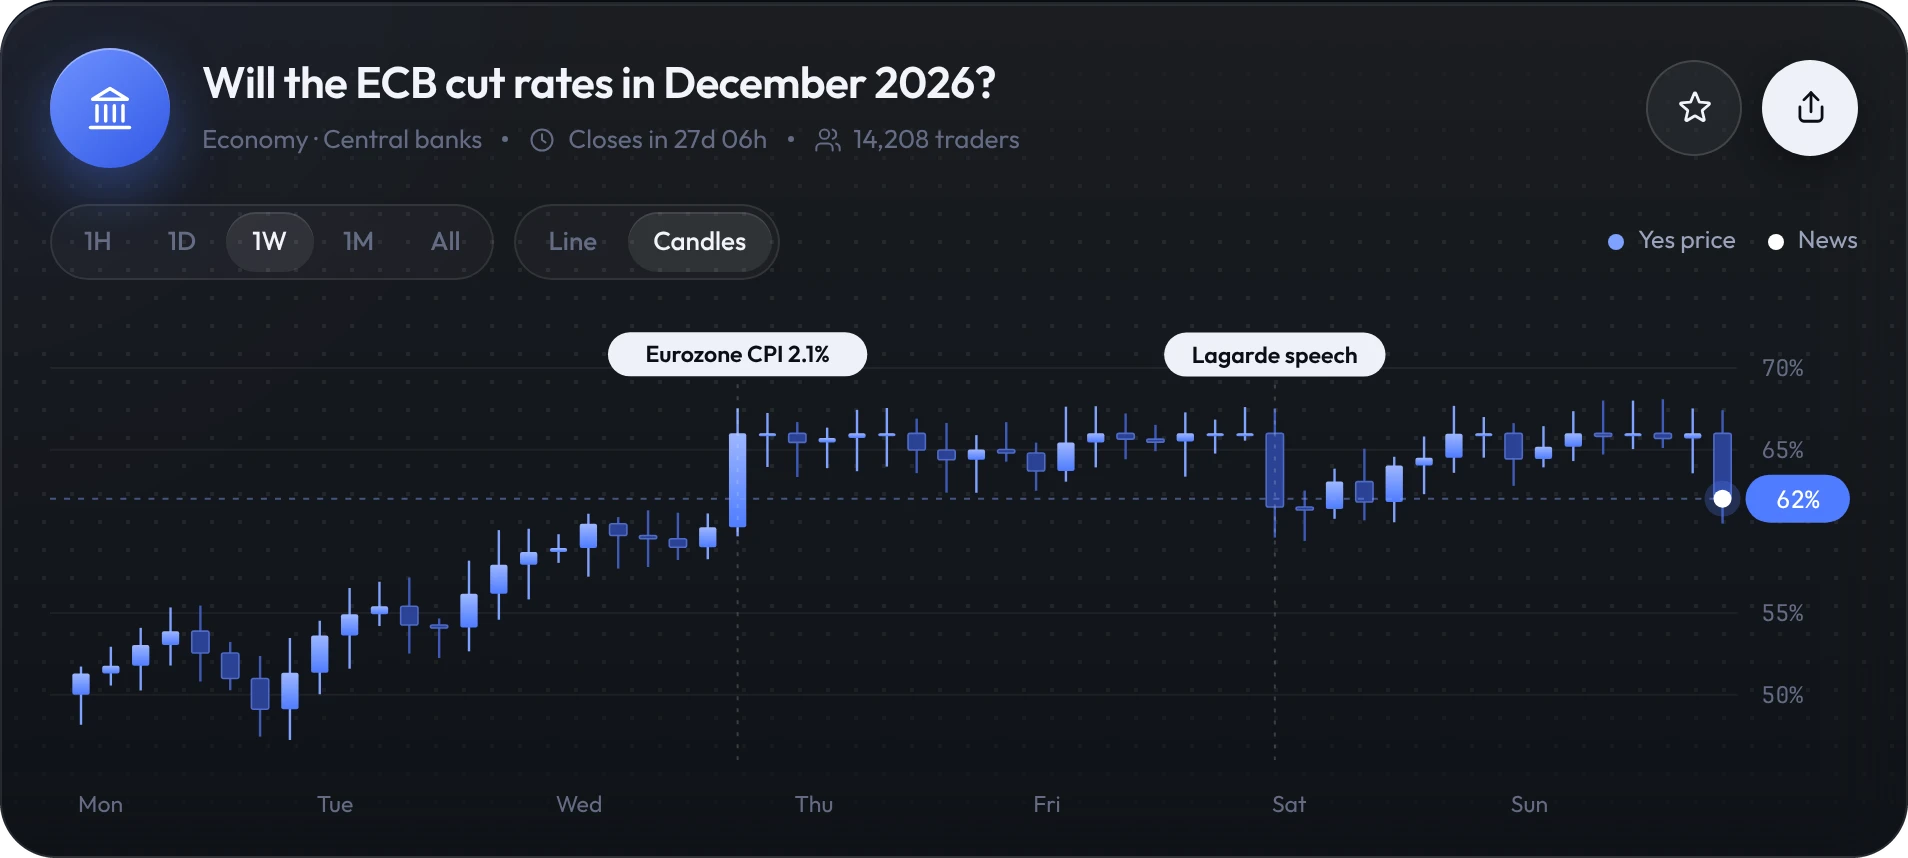 Will the ECB cut rates in December 2026?
Economy · Central banks • Closes in 27d 06h • 14,208 traders
1H 1D 1W 1M All Line Candles Yes price News
Eurozone CPI 2.1% Lagarde speech
70%
65%
62%
55%
50%
Mon Tue Wed Thu Fri Sat Sun